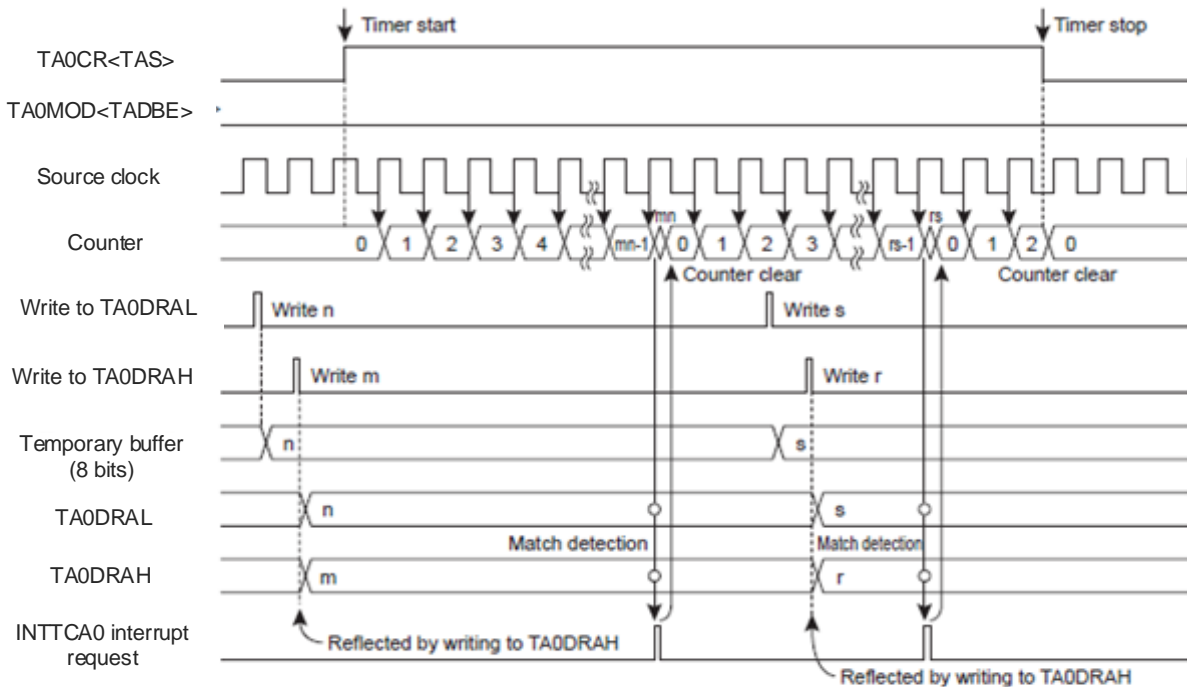 Timer start
Timer stop
TA0CR<TAS>
TA0MOD<TADBE>
Source clock
mn
rs
Counter
0 1 2 3 4 mn-1 0 1 2 3 rs-1 0 1 2 0
Counter clear
Counter clear
Write to TA0DRAL
Write n
Write s
Write to TA0DRAH
Write m
Write r
Temporary buffer
(8 bits)
n
s
TA0DRAL
n
s
Match detection
Match detection
TA0DRAH
m
r
INTTCA0 interrupt
request
Reflected by writing to TA0DRAH
Reflected by writing to TA0DRAH